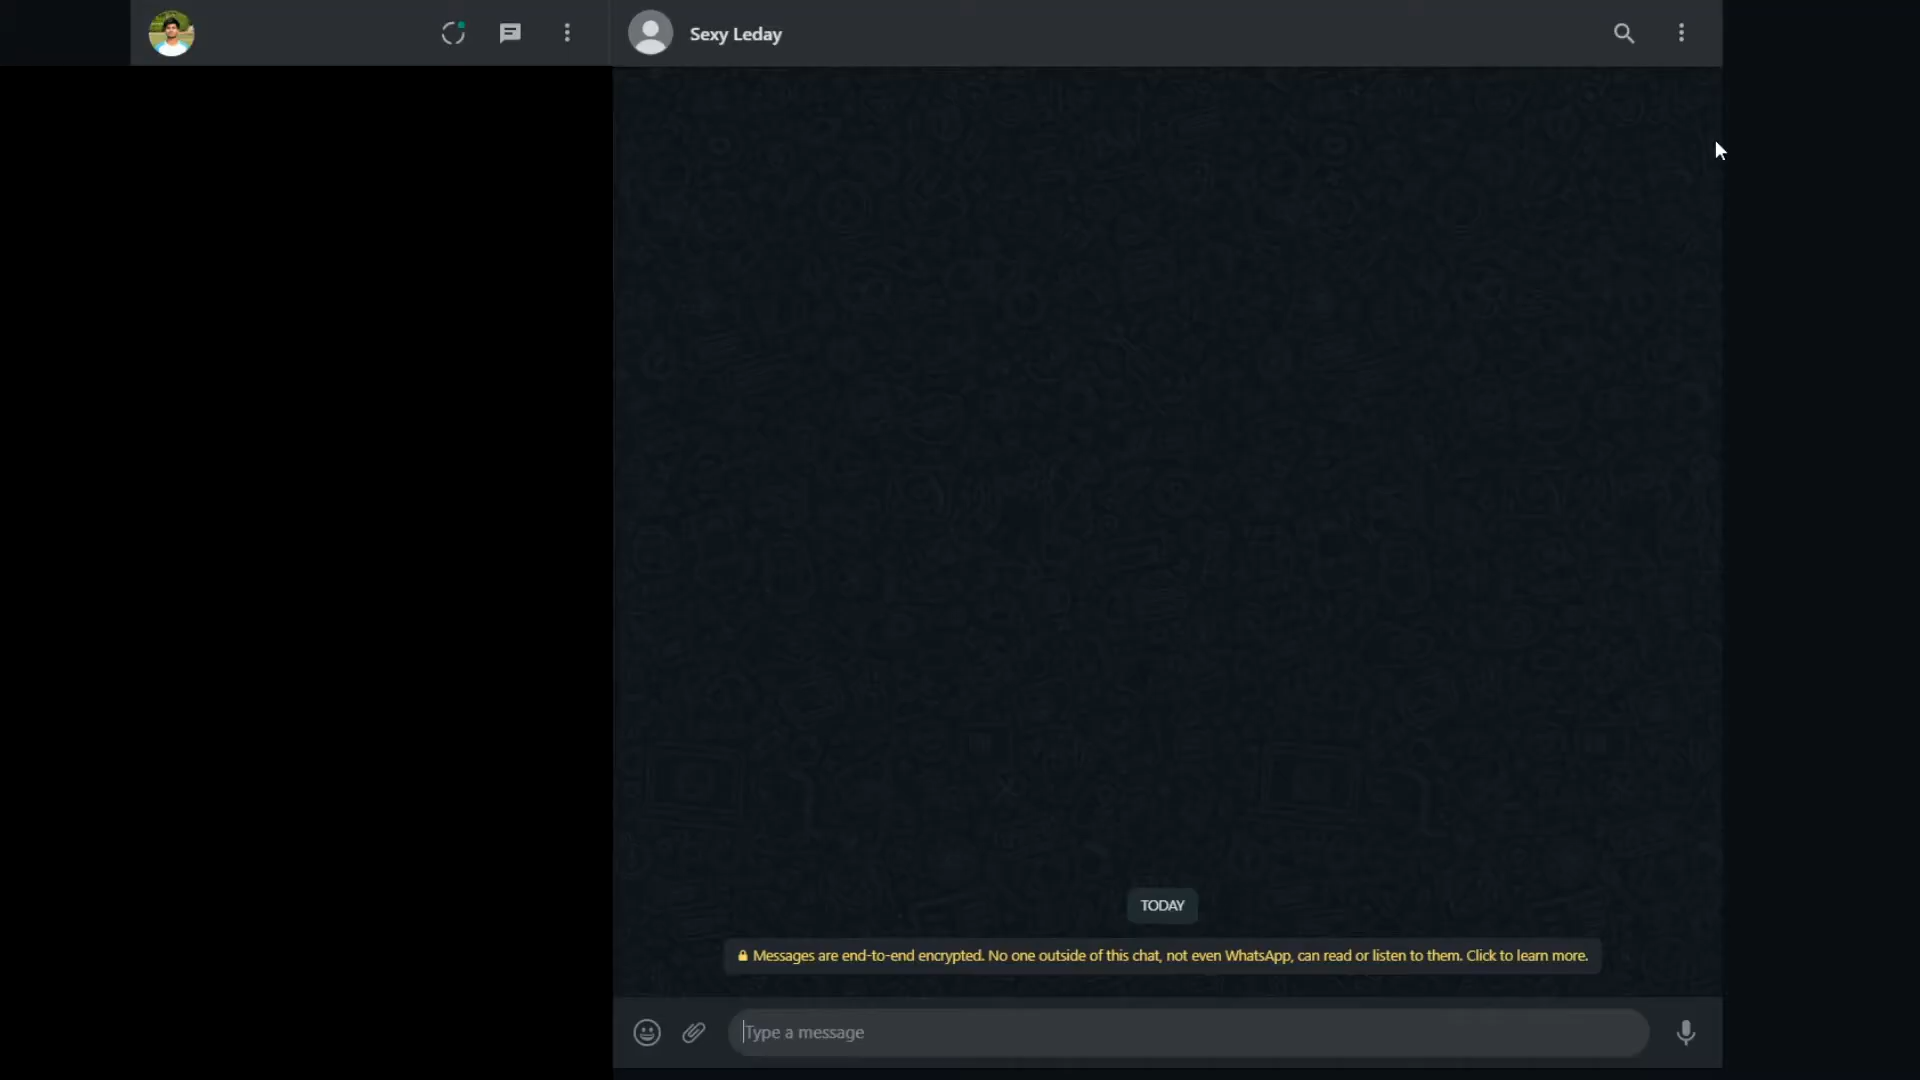 Sexy Leday
TODAY
Messages are end-to-end encrypted. No one outside of this chat, not even WhatsApp, can read or listen to them. Click to learn more.
Type a message